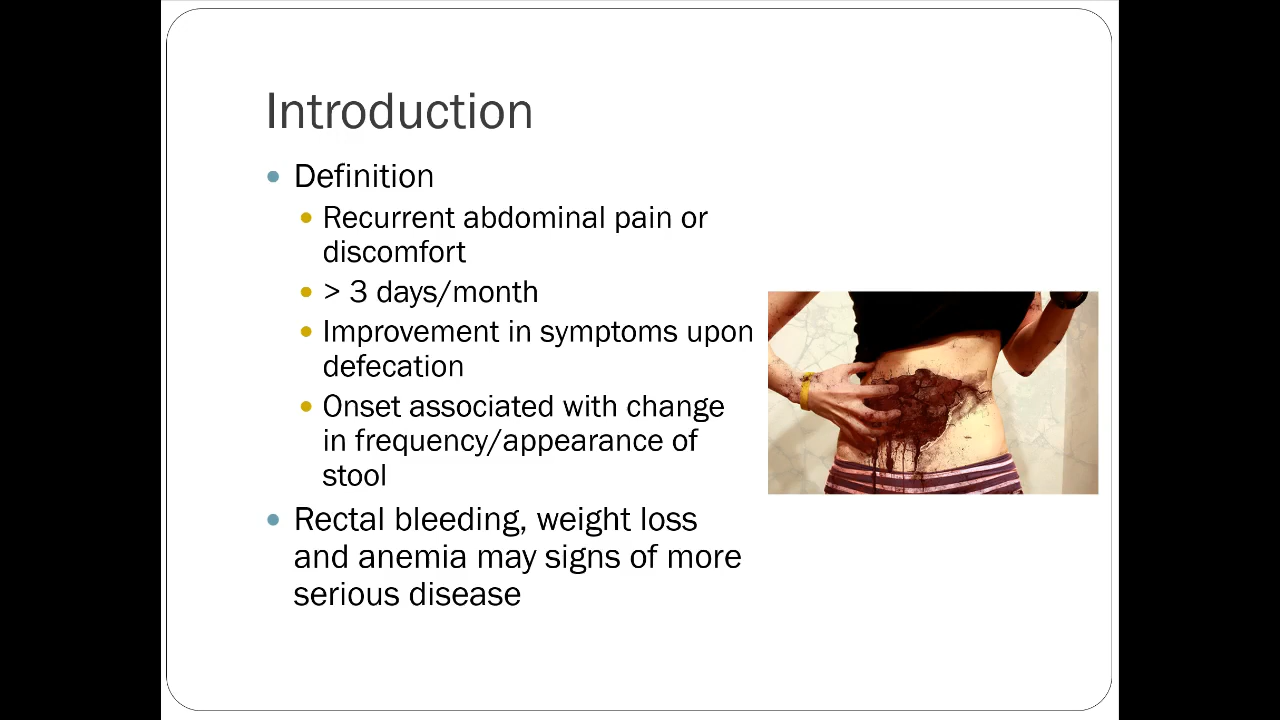 Introduction
Definition
Recurrent abdominal pain or
discomfort
> 3 days/month
Improvement in symptoms upon
defecation
Onset associated with change
in frequency/appearance of
stool
Rectal bleeding, weight loss
and anemia may signs of more
serious disease